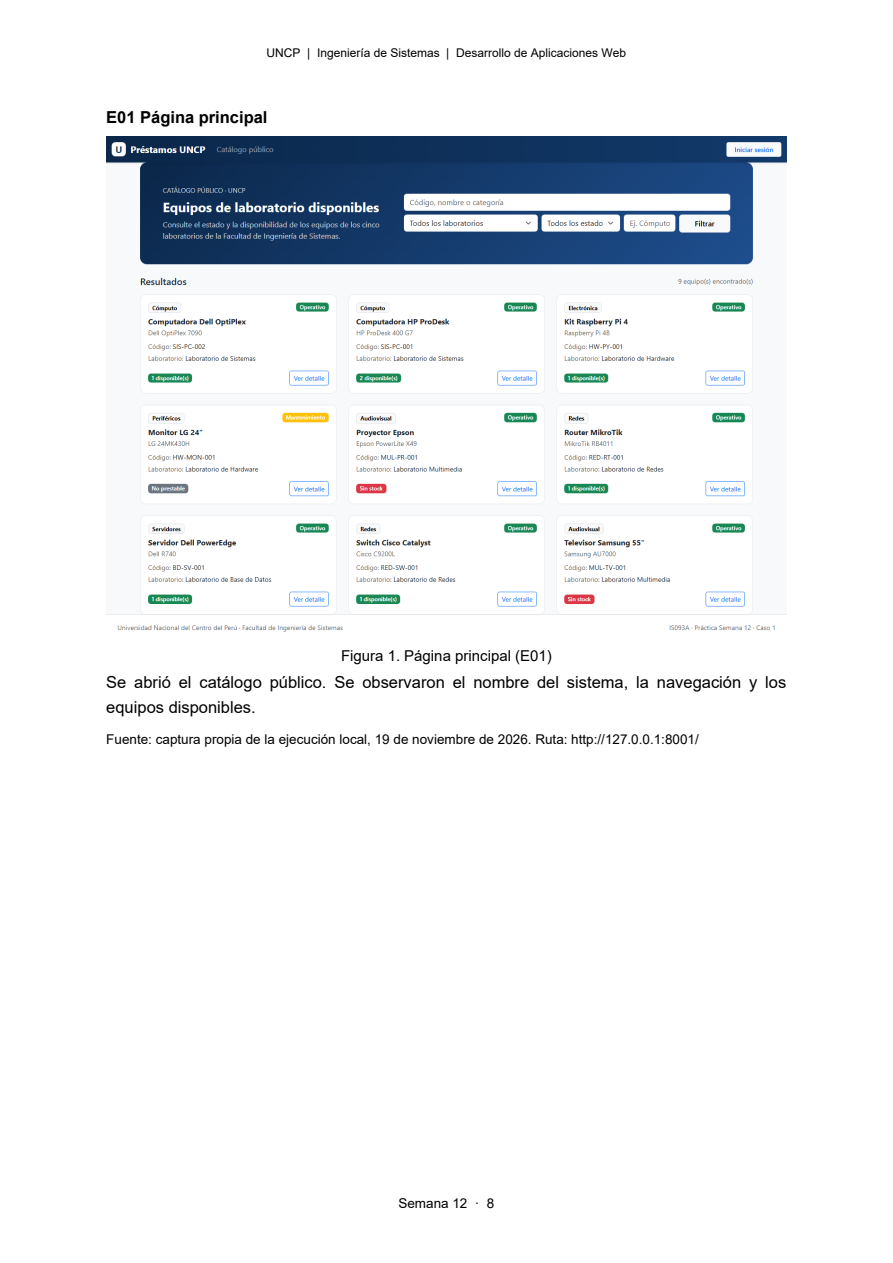 UNCP | Ingeniería de Sistemas | Desarrollo de Aplicaciones Web
E01 Página principal
U Préstamos UNCP Catálogo público Iniciar sesión
CATÁLOGO PÚBLICO · UNCP
Equipos de laboratorio disponibles
Consulte el estado y la disponibilidad de los equipos de los cinco
laboratorios de la Facultad de Ingeniería de Sistemas.
Código, nombre o categoría
Todos los laboratorios Todos los estado Ej. Cómputo Filtrar
Resultados 9 equipo(s) encontrado(s)
Cómputo Operativo
Computadora Dell OptiPlex
Dell OptiPlex 7090
Código: SIS-PC-002
Laboratorio: Laboratorio de Sistemas
1 disponible(s) Ver detalle
Cómputo Operativo
Computadora HP ProDesk
HP ProDesk 400 G7
Código: SIS-PC-001
Laboratorio: Laboratorio de Sistemas
2 disponible(s) Ver detalle
Electrónica Operativo
Kit Raspberry Pi 4
Raspberry Pi 4B
Código: HW-PY-001
Laboratorio: Laboratorio de Hardware
1 disponible(s) Ver detalle
Periféricos Mantenimiento
Monitor LG 24"
LG 24MK430H
Código: HW-MON-001
Laboratorio: Laboratorio de Hardware
No prestable Ver detalle
Audiovisual Operativo
Proyector Epson
Epson PowerLite X49
Código: MUL-PR-001
Laboratorio: Laboratorio Multimedia
Sin stock Ver detalle
Redes Operativo
Router MikroTik
MikroTik RB4011
Código: RED-RT-001
Laboratorio: Laboratorio de Redes
1 disponible(s) Ver detalle
Servidores Operativo
Servidor Dell PowerEdge
Dell R740
Código: BD-SV-001
Laboratorio: Laboratorio de Base de Datos
1 disponible(s) Ver detalle
Redes Operativo
Switch Cisco Catalyst
Cisco C9200L
Código: RED-SW-001
Laboratorio: Laboratorio de Redes
1 disponible(s) Ver detalle
Audiovisual Operativo
Televisor Samsung 55"
Samsung AU7000
Código: MUL-TV-001
Laboratorio: Laboratorio Multimedia
Sin stock Ver detalle
Universidad Nacional del Centro del Perú · Facultad de Ingeniería de Sistemas IS093A · Práctica Semana 12 · Caso 1
Figura 1. Página principal (E01)
Se abrió el catálogo público. Se observaron el nombre del sistema, la navegación y los
equipos disponibles.
Fuente: captura propia de la ejecución local, 19 de noviembre de 2026. Ruta: http://127.0.0.1:8001/
Semana 12 · 8